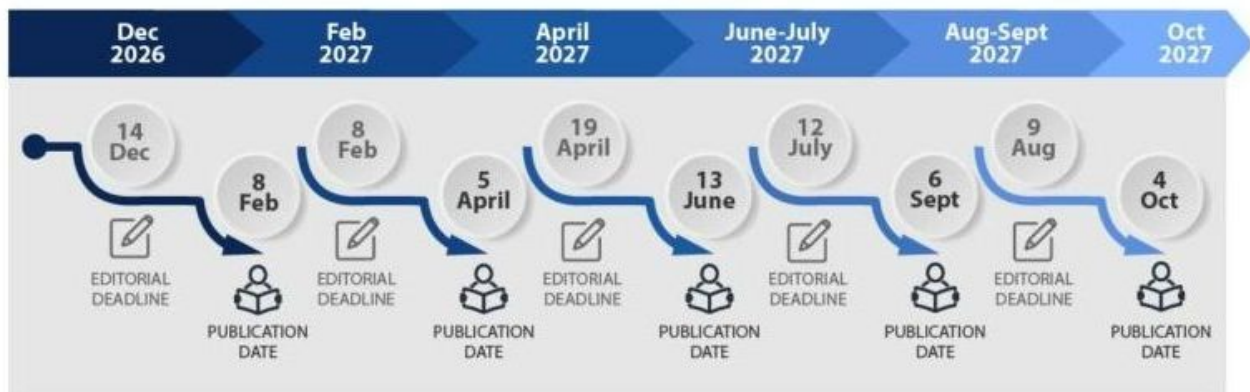 Dec
2026
Feb
2027
April
2027
June-July
2027
Aug-Sept
2027
Oct
2027
14
Dec
EDITORIAL
DEADLINE
8
Feb
PUBLICATION
DATE
8
Feb
EDITORIAL
DEADLINE
5
April
PUBLICATION
DATE
19
April
EDITORIAL
DEADLINE
13
June
PUBLICATION
DATE
12
July
EDITORIAL
DEADLINE
6
Sept
PUBLICATION
DATE
9
Aug
EDITORIAL
DEADLINE
4
Oct
PUBLICATION
DATE